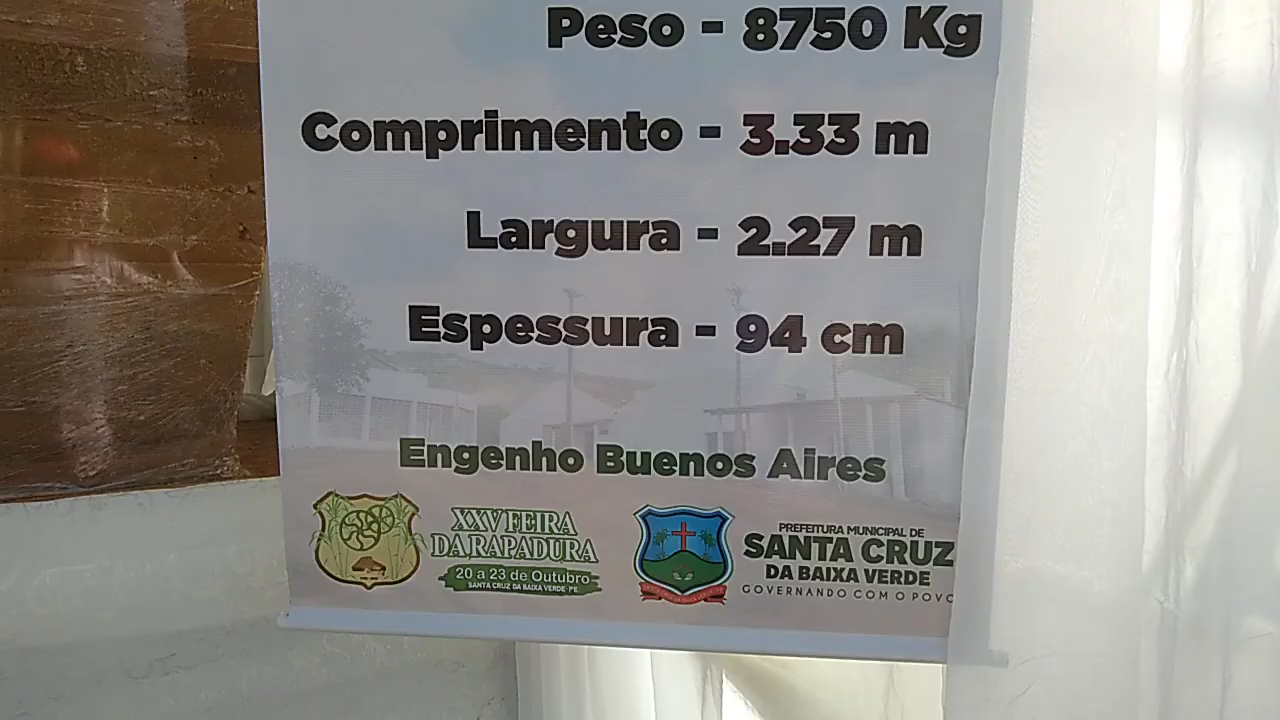 Peso - 8750 Kg
Comprimento - 3.33 m
Largura - 2.27 m
Espessura - 94 cm
Engenho Buenos Aires
XXV FEIRA
DA RAPADURA
20 a 23 de Outubro
SANTA CRUZ DA BAIXA VERDE-PE
PREFEITURA MUNICIPAL DE
SANTA CRUZ
DA BAIXA VERDE
GOVERNANDO COM O POVO